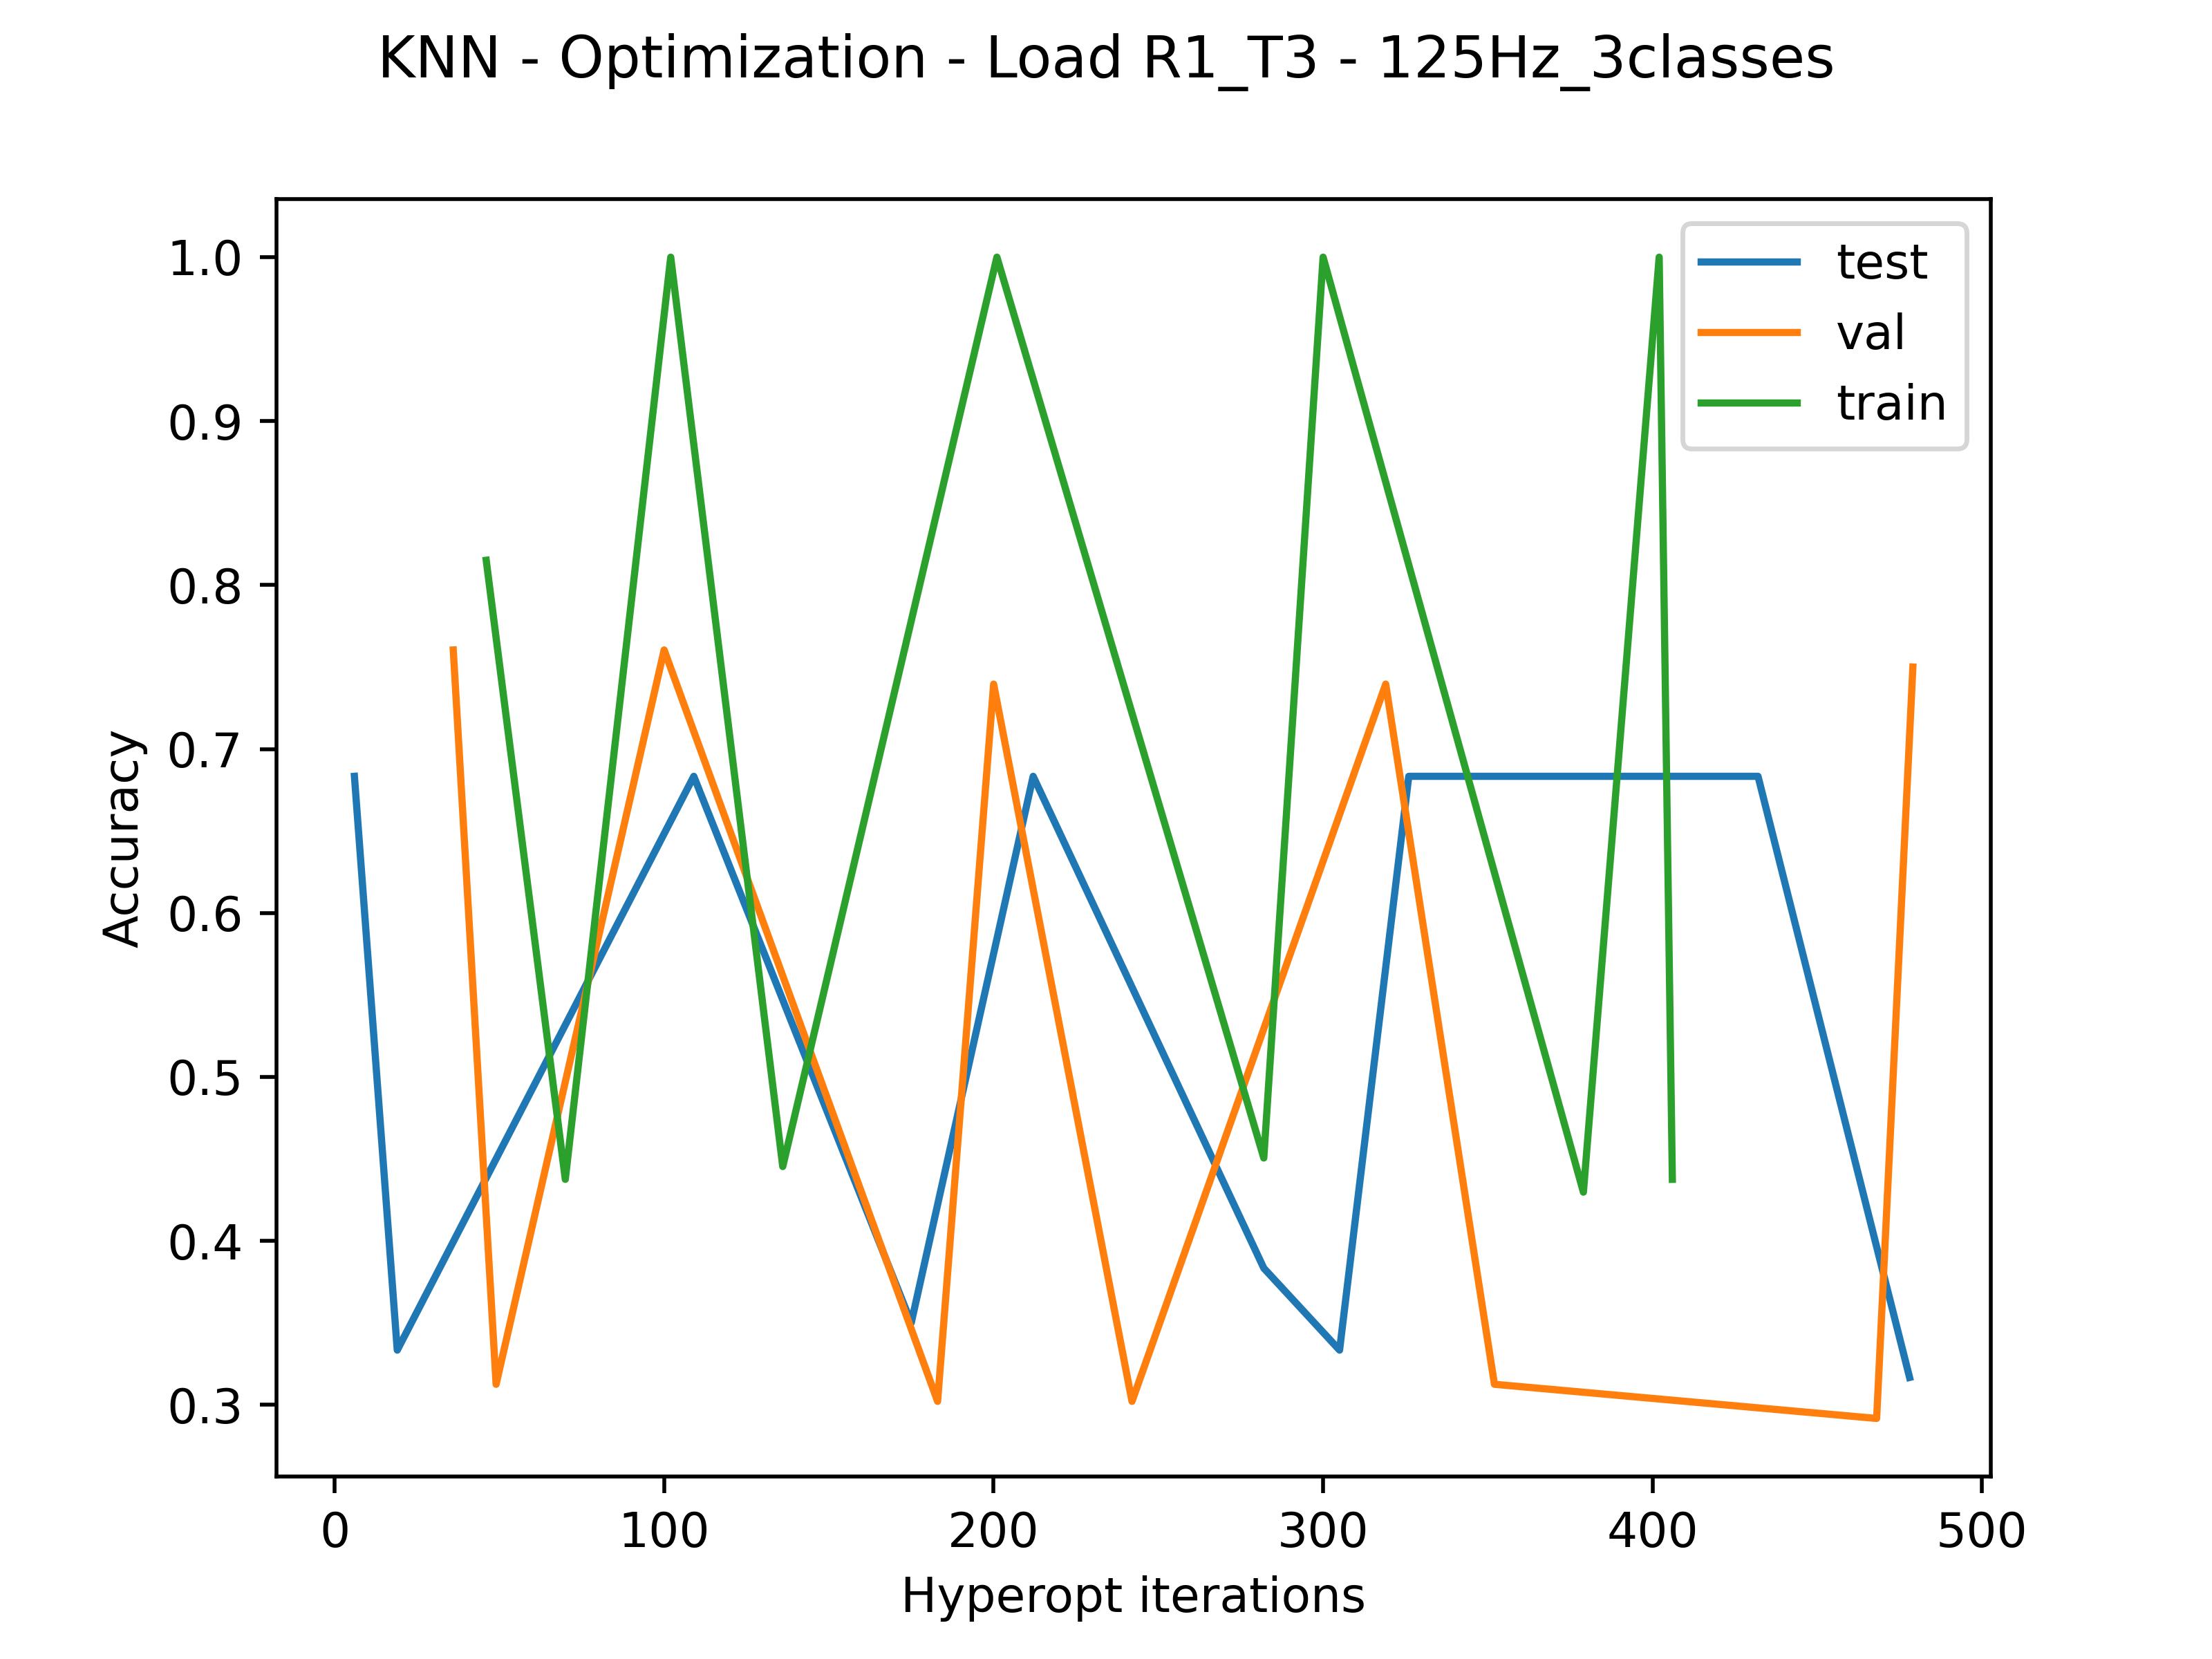 KNN - Optimization - Load R1_T3 - 125Hz_3classes
test
val
train
1.0
0.9
0.8
0.7
0.6
0.5
0.4
0.3
Accuracy
0 100 200 300 400 500
Hyperopt iterations